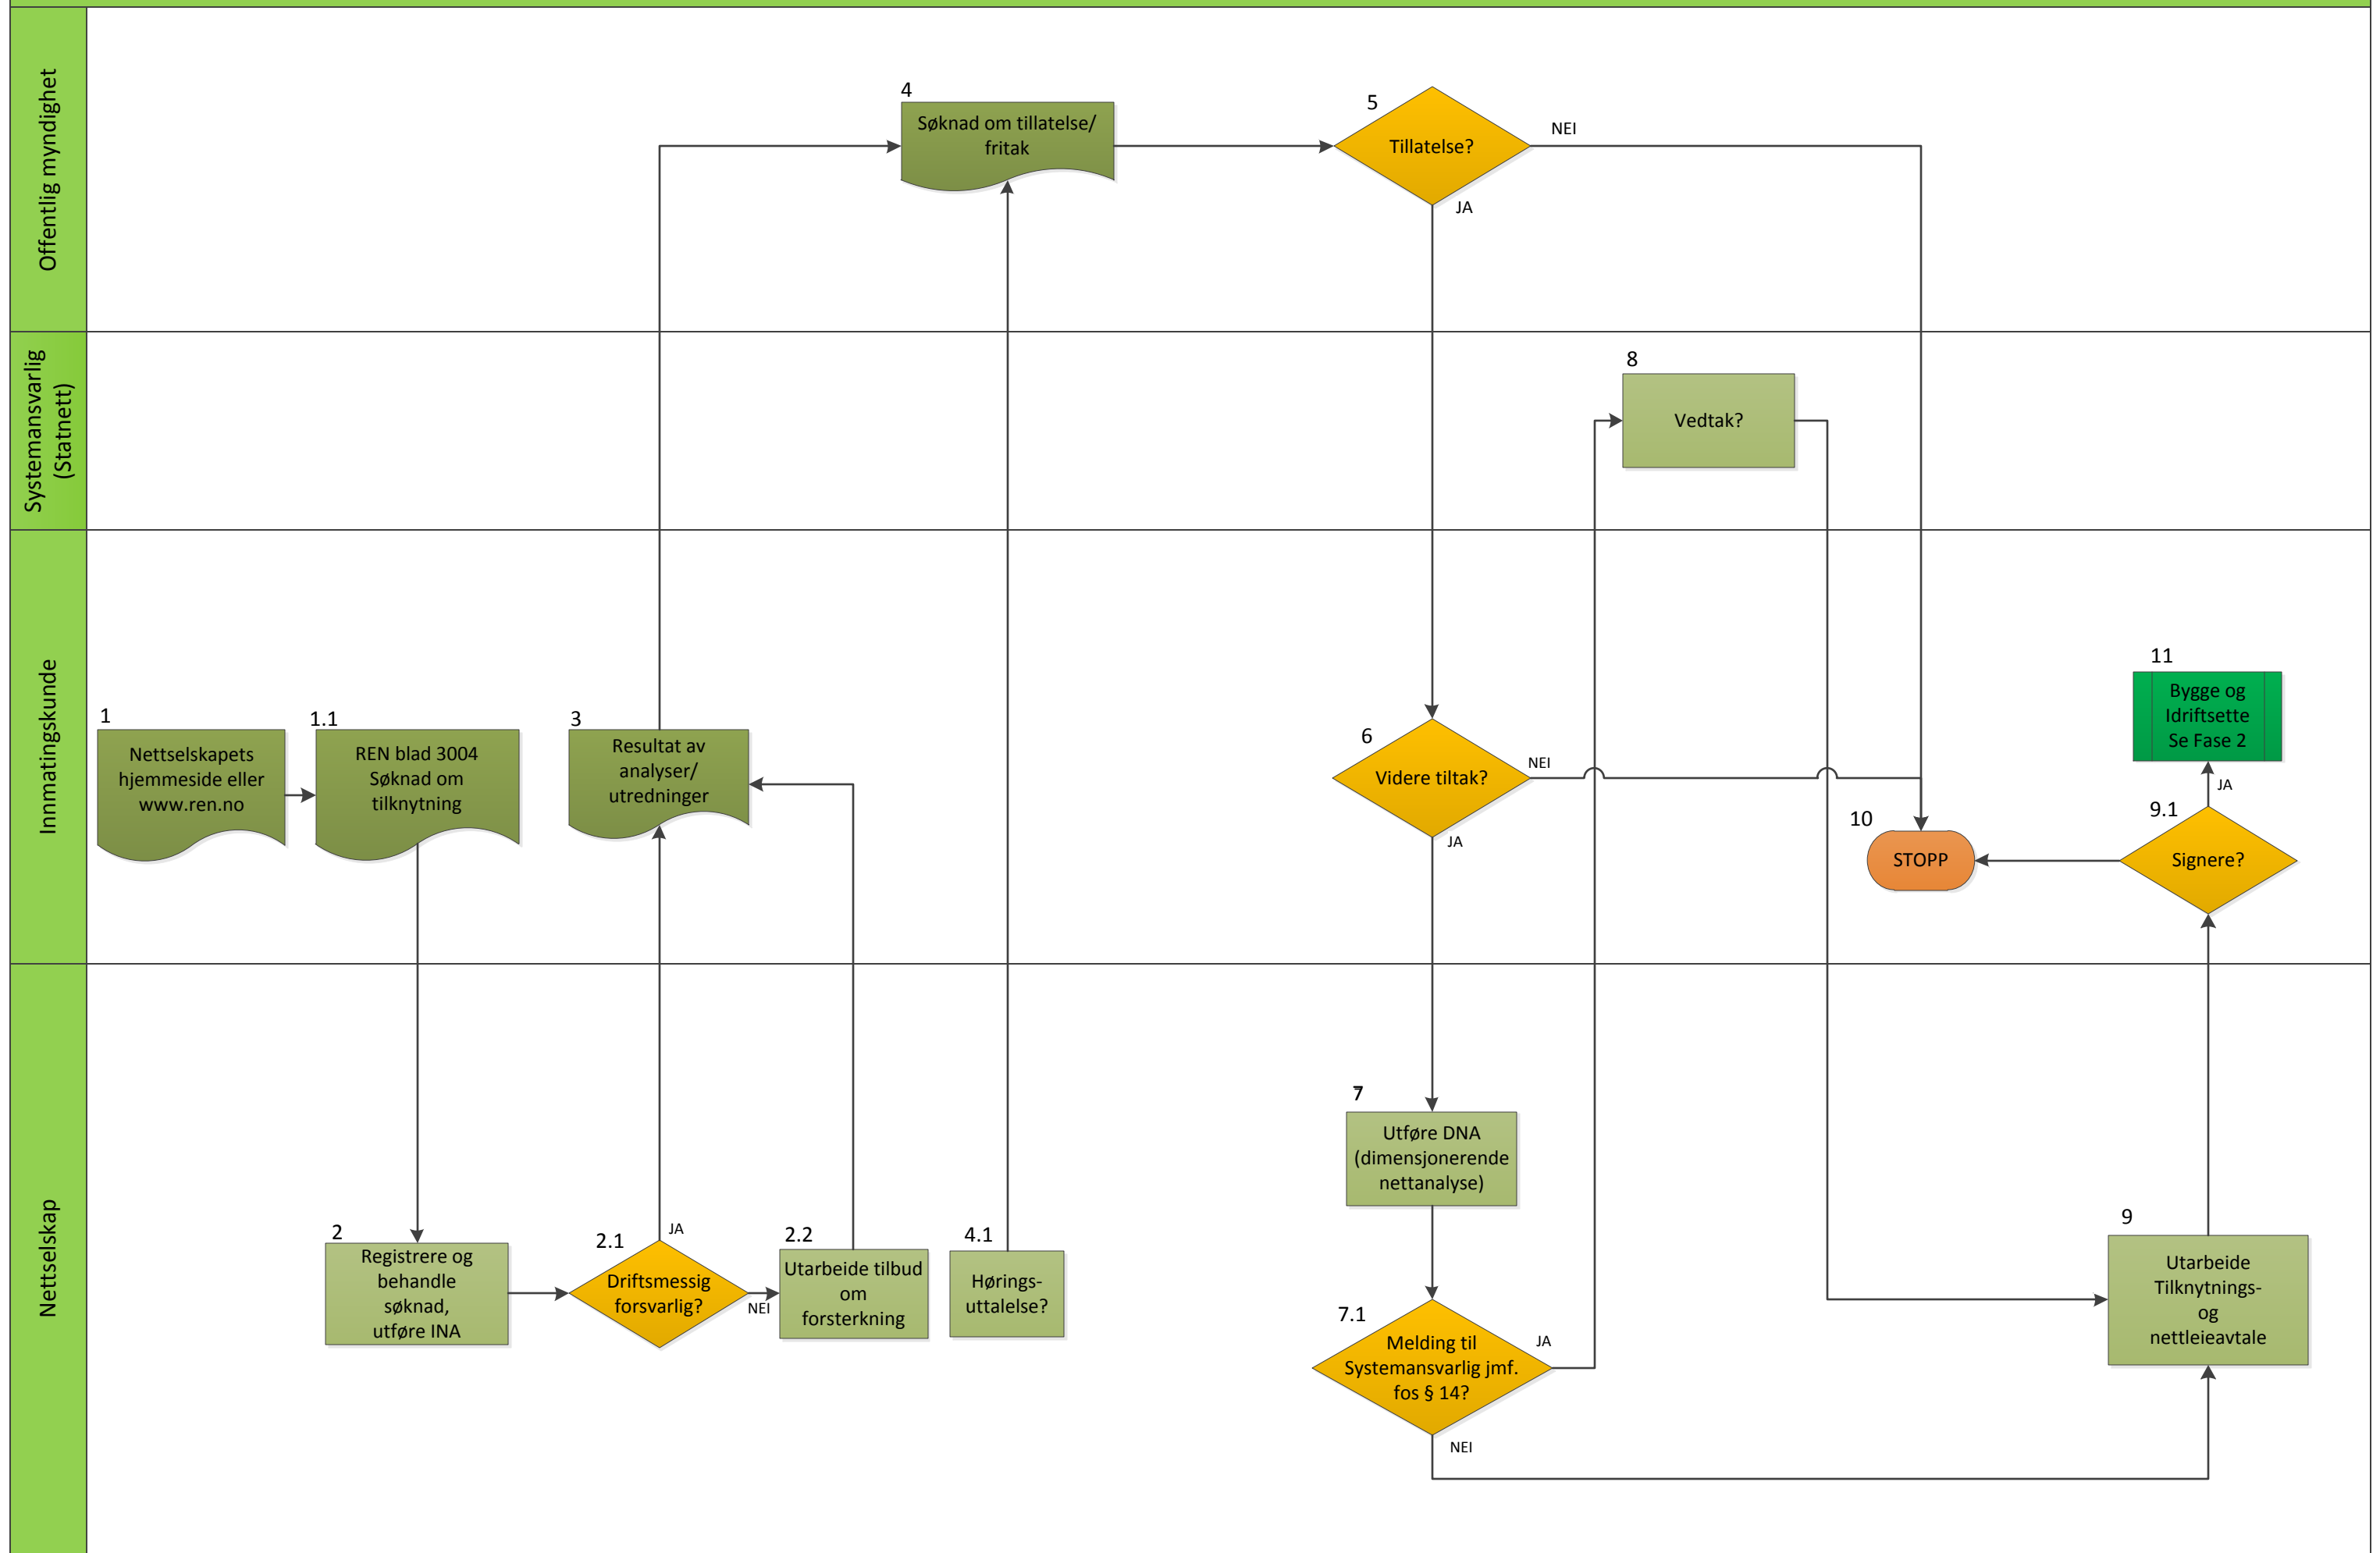 Offentlig myndighet
4
Søknad om tillatelse/
fritak
5
Tillatelse?
NEI
JA
Systemansvarlig
(Statnett)
8
Vedtak?
Innmatingskunde
1
Nettselskapets
hjemmeside eller
www.ren.no
1.1
REN blad 3004
Søknad om
tilknytning
3
Resultat av
analyser/
utredninger
6
Videre tiltak?
NEI
JA
10
STOPP
11
Bygge og
Idriftsette
Se Fase 2
JA
9.1
Signere?
Nettselskap
2
Registrere og
behandle
søknad,
utføre INA
2.1
JA
Driftsmessig
forsvarlig?
NEI
2.2
Utarbeide tilbud
om
forsterkning
4.1
Hørings-
uttalelse?
7
Utføre DNA
(dimensjonerende
nettanalyse)
7.1
Melding til
Systemansvarlig jmf.
fos § 14?
JA
NEI
9
Utarbeide
Tilknytnings-
og
nettleieavtale